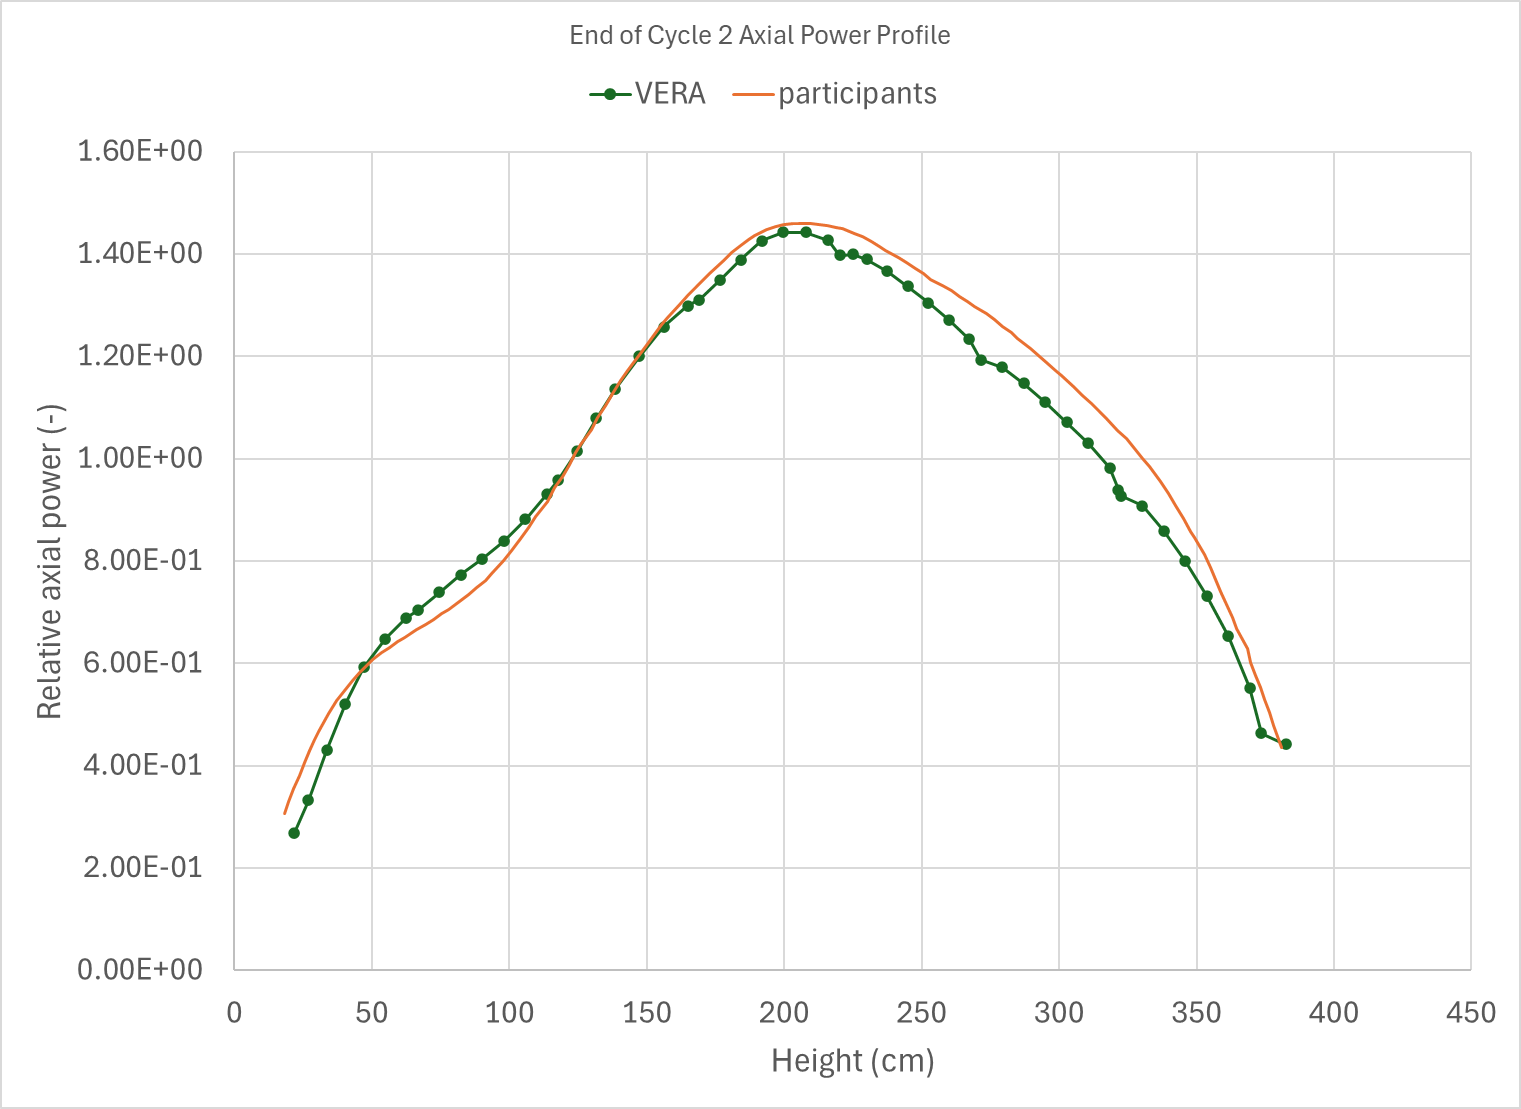 End of Cycle 2 Axial Power Profile
VERA participants
1.60E+00
1.40E+00
1.20E+00
1.00E+00
8.00E-01
6.00E-01
4.00E-01
2.00E-01
0.00E+00
Relative axial power (-)
0 50 100 150 200 250 300 350 400 450
Height (cm)